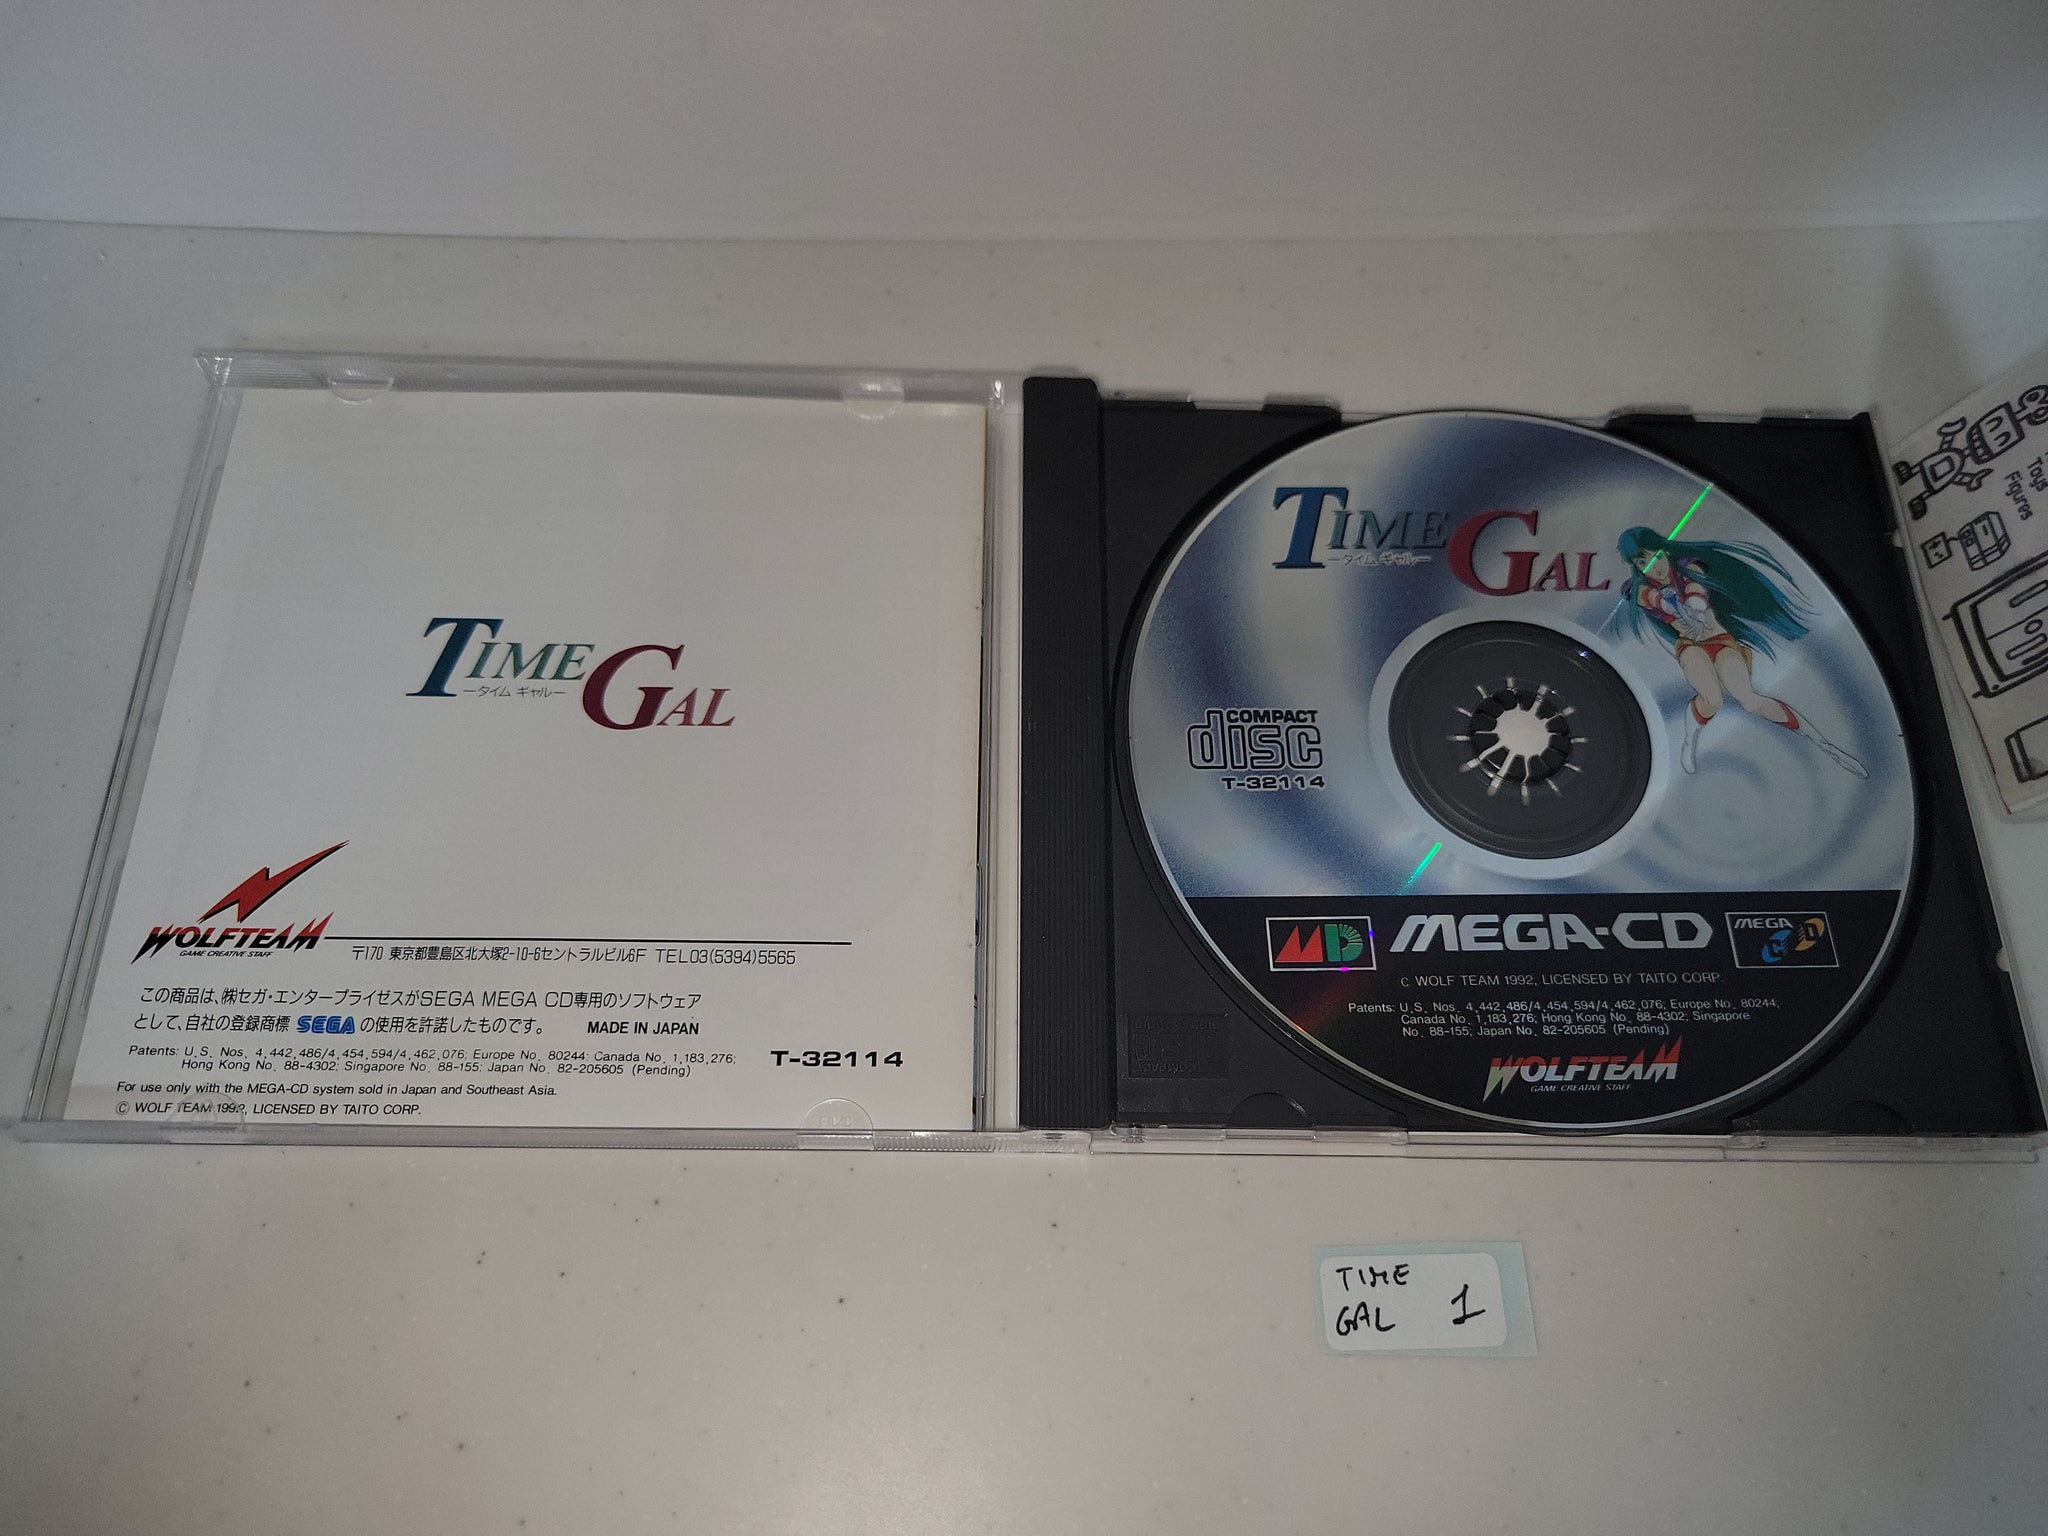 TIME GAL
ータイム ギャルー
WOLFTEAM
GAME CREATIVE STAFF
〒170 東京都豊島区北大塚2-10-6セントラルビル6F TEL03(5394)5565
この商品は、㈱セガ・エンタープライゼスがSEGA MEGA CD専用のソフトウェア
として、自社の登録商標 SEGA の使用を許諾したものです。 MADE IN JAPAN
Patents: U.S. Nos. 4,442,486/4,454,594/4,462,076; Europe No. 80244; Canada No. 1,183,276;
Hong Kong No. 88-4302; Singapore No. 88-155; Japan No. 82-205605 (Pending)
T-32114
For use only with the MEGA-CD system sold in Japan and Southeast Asia.
© WOLF TEAM 1992, LICENSED BY TAITO CORP.
TIME GAL
ータイム ギャルー
COMPACT
disc
T-32114
MD MEGA-CD MEGA CD
C WOLF TEAM 1992, LICENSED BY TAITO CORP.
Patents: U.S. Nos. 4,442,486/4,454,594/4,462,076; Europe No. 80244,
Canada No. 1,183,276; Hong Kong No. 88-4302; Singapore
No. 88-155; Japan No. 82-205605 (Pending)
WOLFTEAM
GAME CREATIVE STAFF
Toys
Figures
TIME
GAL 1